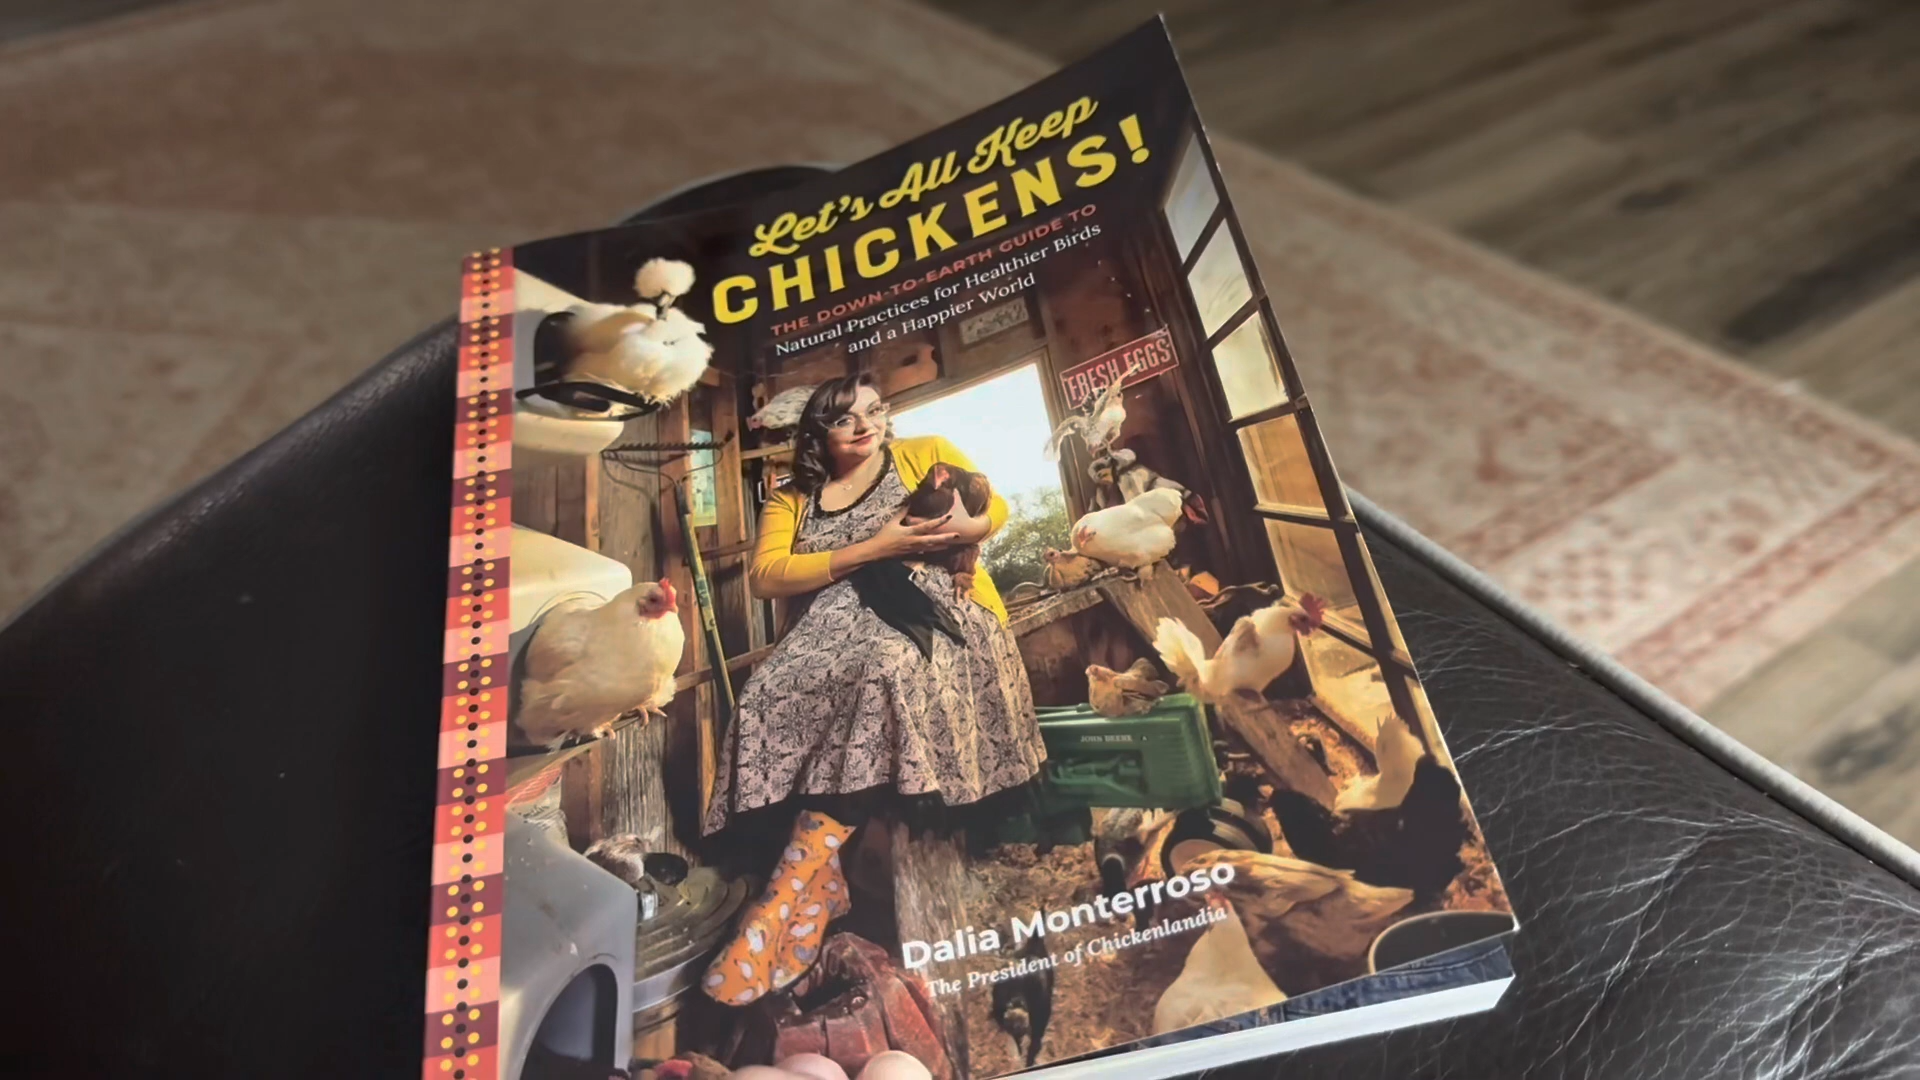 Let's All Keep
CHICKENS!
THE DOWN-TO-EARTH GUIDE TO
Natural Practices for Healthier Birds
and a Happier World
FRESH EGGS
JOHN DEERE
Dalia Monterroso
The President of Chickenlandia